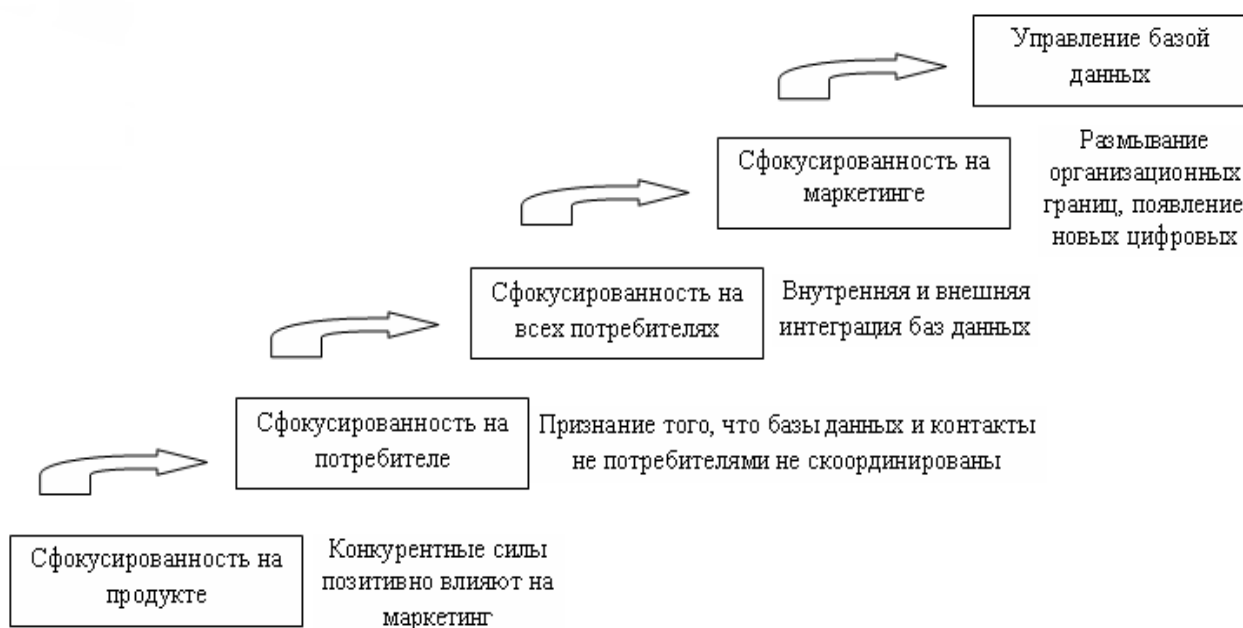 Управление базой
данных
Сфокусированность на
маркетинге
Размывание
организационных
границ, появление
новых цифровых
Сфокусированность на
всех потребителях
Внутренняя и внешняя
интеграция баз данных
Сфокусированность на
потребителе
Признание того, что базы данных и контакты
не потребителями не скоординированы
Сфокусированность на
продукте
Конкурентные силы
позитивно влияют на
маркетинг